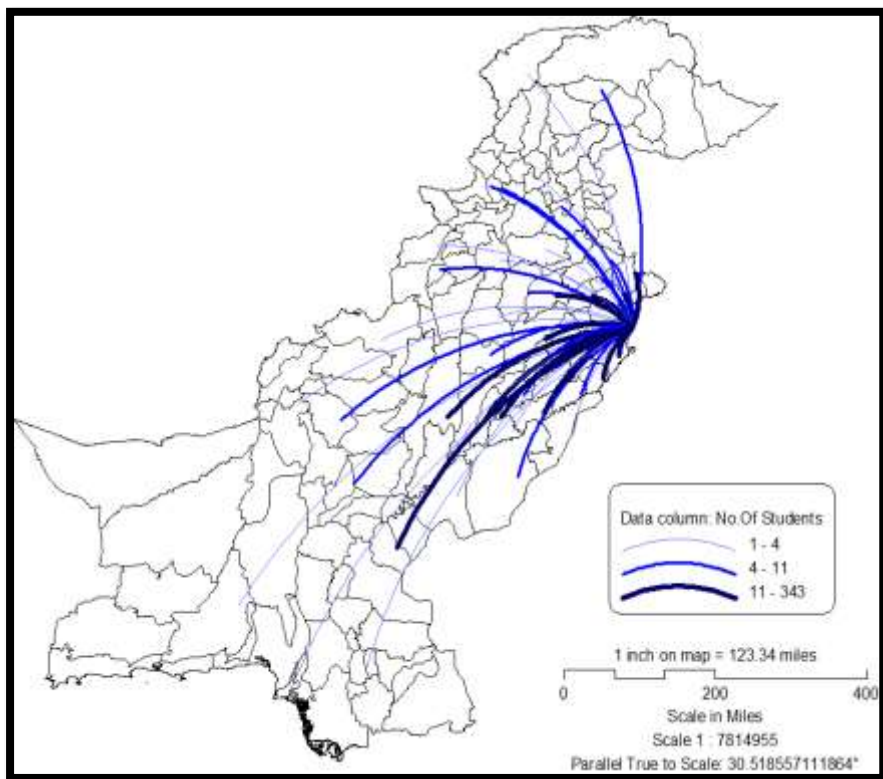 Data column: No.Of Students
1 - 4
4 - 11
11 - 343
1 inch on map = 123.34 miles
0 200 400
Scale in Miles
Scale 1 : 7814955
Parallel True to Scale: 30.518557111864°